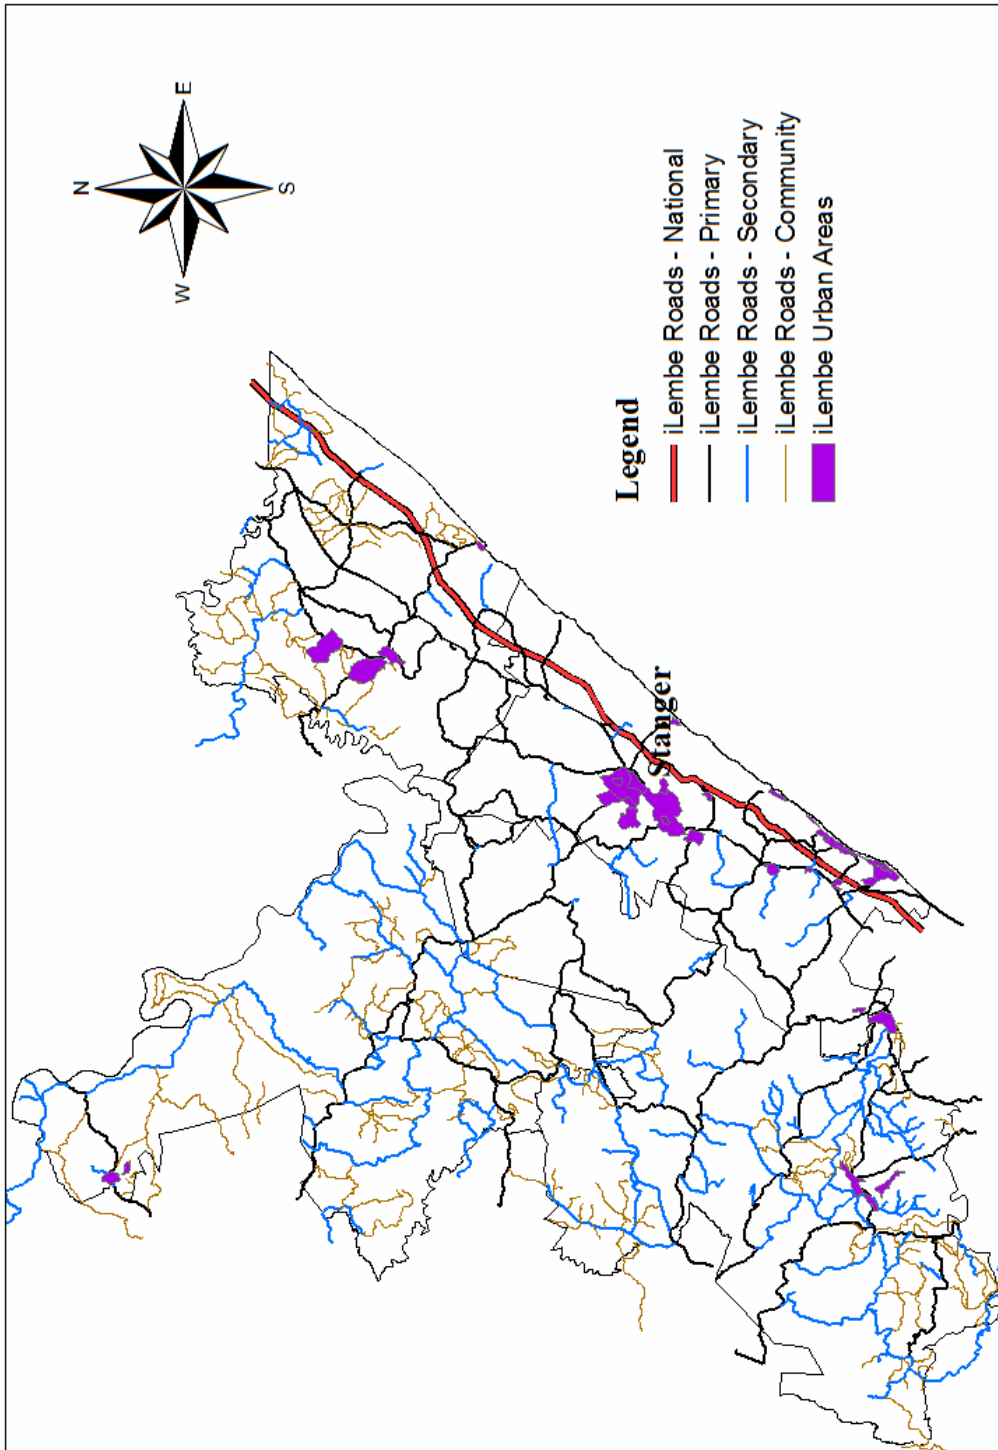 N
E
S
W
Stanger
Legend
iLembe Roads - National
iLembe Roads - Primary
iLembe Roads - Secondary
iLembe Roads - Community
iLembe Urban Areas